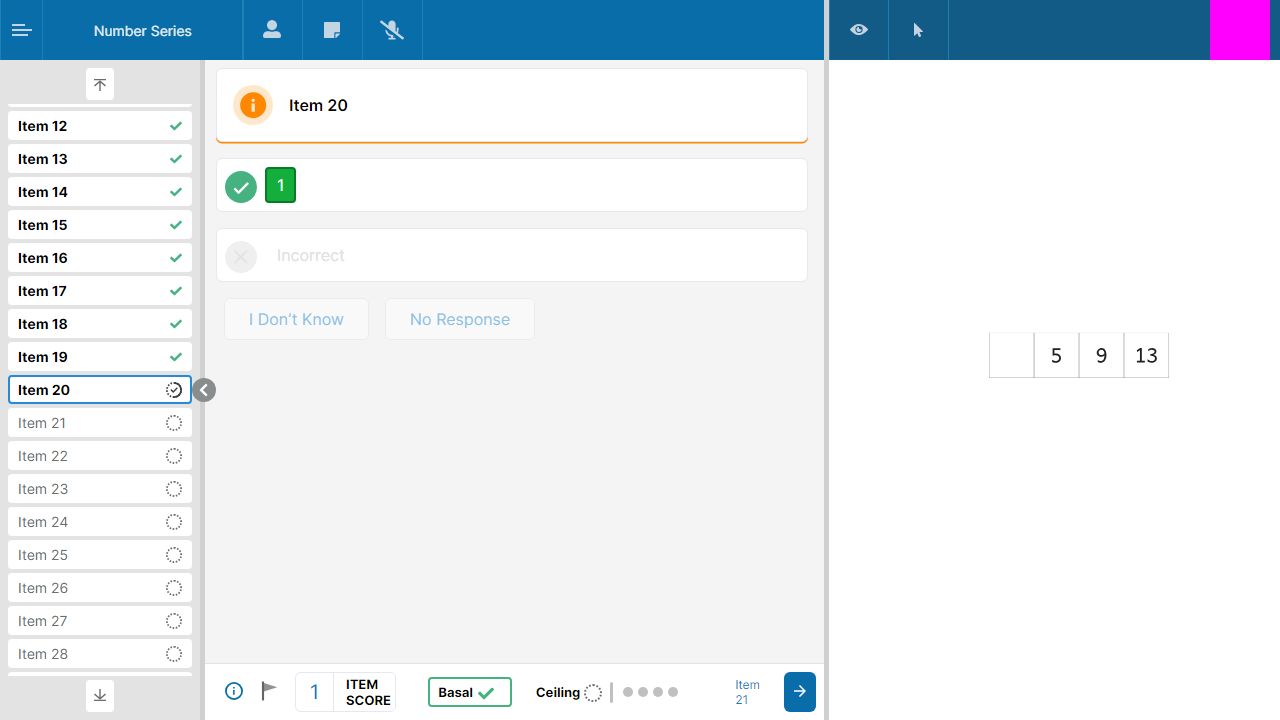 Number Series
Item 12
Item 13
Item 14
Item 15
Item 16
Item 17
Item 18
Item 19
Item 20
Item 21
Item 22
Item 23
Item 24
Item 25
Item 26
Item 27
Item 28
Item 20
1
Incorrect
I Don't Know
No Response
1
ITEM
SCORE
Basal
Ceiling
Item
21
5 9 13